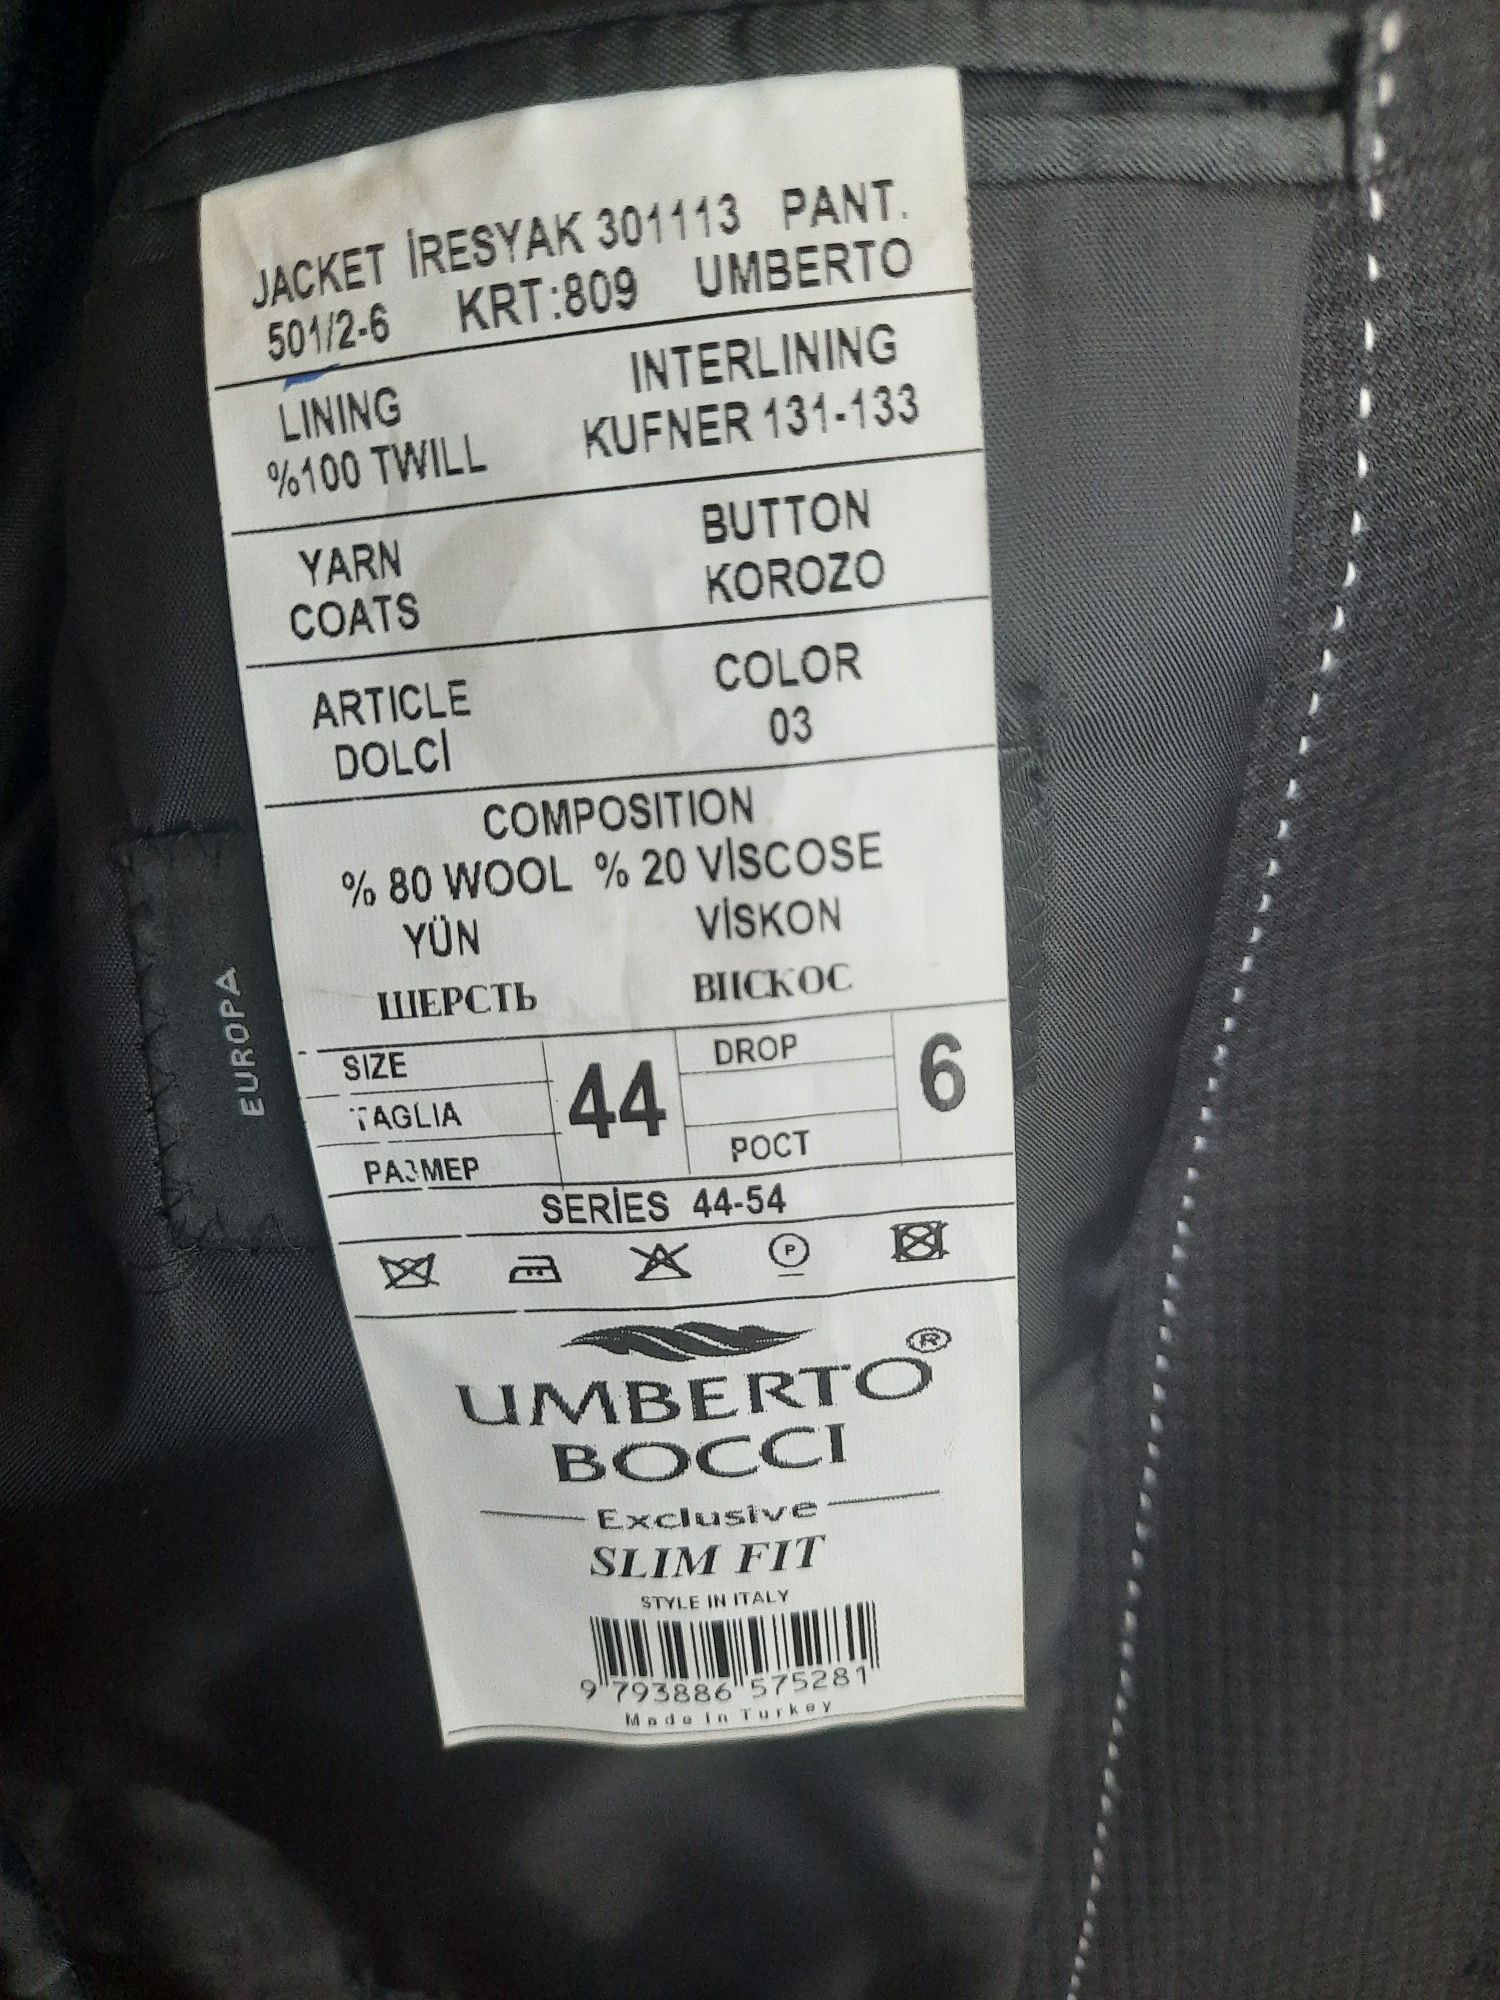 JACKET İRESYAK 301113 PANT.
501/2-6 KRT:809 UMBERTO
LINING INTERLINING
%100 TWILL KUFNER 131-133
YARN BUTTON
COATS KOROZO
ARTICLE COLOR
DOLCİ 03
COMPOSITION
% 80 WOOL % 20 VİSCOSE
YÜN VİSKON
ШЕРСТЬ ВИСКОС
SIZE 44 DROP 6
TAGLIA
РАЗМЕР РОСТ
SERİES 44-54
P
UMBERTO ®
BOCCI
Exclusive
SLIM FIT
STYLE IN ITALY
9 793886 575281
Made in Turkey
EUROPA